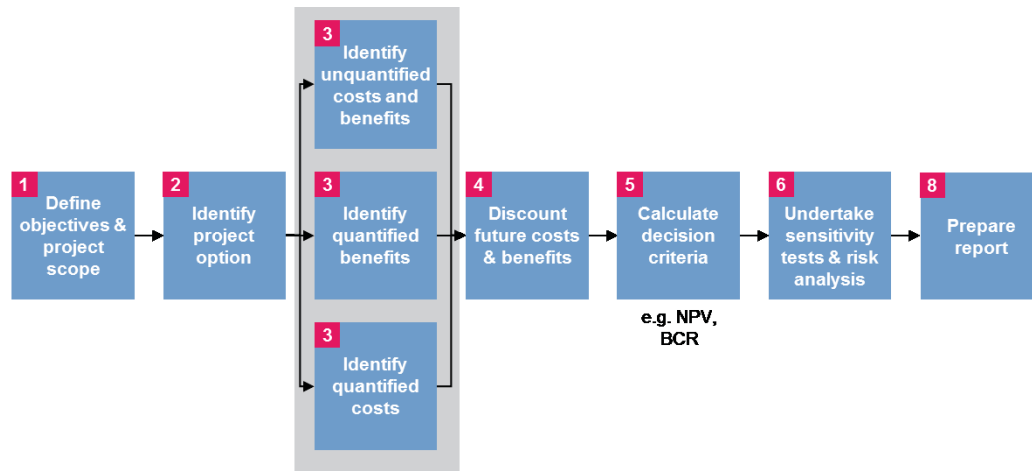 1
Define
objectives &
project
scope
2
Identify
project
option
3
Identify
unquantified
costs and
benefits
3
Identify
quantified
benefits
3
Identify
quantified
costs
4
Discount
future costs
& benefits
5
Calculate
decision
criteria
e.g. NPV,
BCR
6
Undertake
sensitivity
tests & risk
analysis
8
Prepare
report